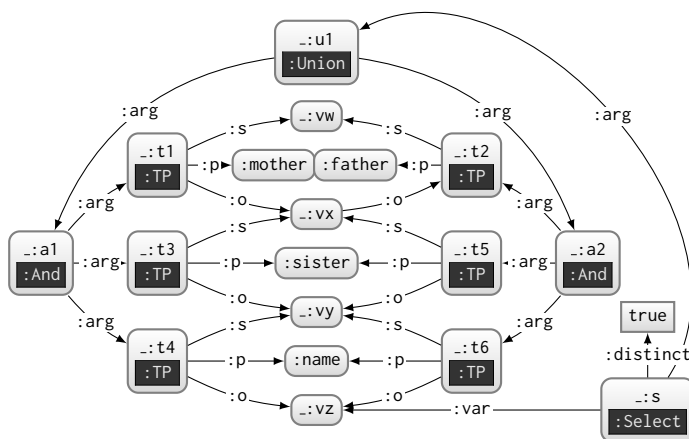 _:u1
:Union
:arg
:arg
:arg
_:vw
:s
:s
_:t1
:TP
_:t2
:TP
:p
:mother
:father
:p
:arg
:arg
:o
_:vx
:o
:s
:s
_:a1
:And
:arg
_:t3
:TP
:p
:sister
:p
_:t5
:TP
:arg
_:a2
:And
:o
:o
_:vy
:arg
:s
:s
:arg
true
_:t4
:TP
:p
:name
:p
_:t6
:TP
:distinct
:o
:o
_:vz
:var
_:s
:Select